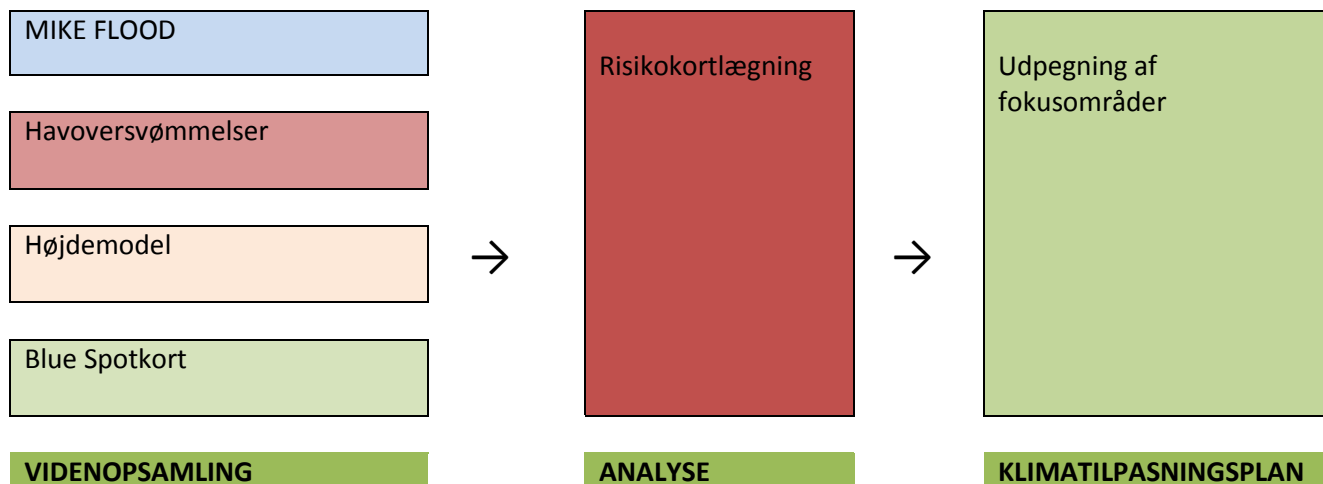 MIKE FLOOD
Havoversvømmelser
Højdemodel
Blue Spotkort
VIDENOPSAMLING
→
Risikokortlægning
ANALYSE
→
Udpegning af
fokusområder
KLIMATILPASNINGSPLAN